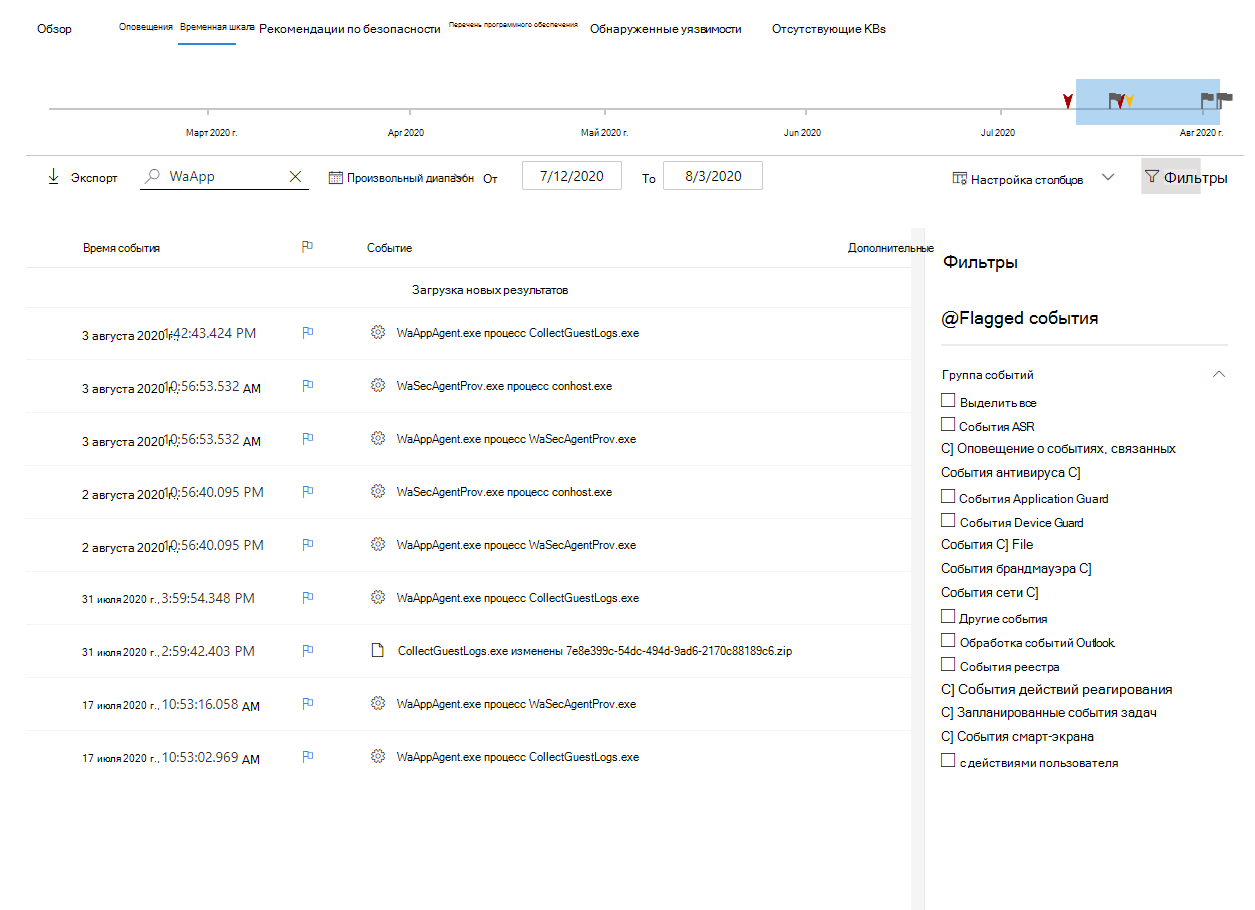 Обзор Оповещения Временная шкала Рекомендации по безопасности Перечень программного обеспечения Обнаруженные уязвимости Отсутствующие KBs
Март 2020 г. Apr 2020 Май 2020 г. Jun 2020 Jul 2020 Авг 2020 г.
Экспорт WaApp Произвольный диапазон От 7/12/2020 To 8/3/2020 Настройка столбцов Фильтры
Время события Событие Дополнительные
Загрузка новых результатов
3 августа 2020 г., 1:42:43.424 PM WaAppAgent.exe процесс CollectGuestLogs.exe
3 августа 2020 г., 10:56:53.532 AM WaSecAgentProv.exe процесс conhost.exe
3 августа 2020 г., 10:56:53.532 AM WaAppAgent.exe процесс WaSecAgentProv.exe
2 августа 2020 г., 10:56:40.095 PM WaSecAgentProv.exe процесс conhost.exe
2 августа 2020 г., 10:56:40.095 PM WaAppAgent.exe процесс WaSecAgentProv.exe
31 июля 2020 г., 3:59:54.348 PM WaAppAgent.exe процесс CollectGuestLogs.exe
31 июля 2020 г., 2:59:42.403 PM CollectGuestLogs.exe изменены 7e8e399c-54dc-494d-9ad6-2170c88189c6.zip
17 июля 2020 г., 10:53:16.058 AM WaAppAgent.exe процесс WaSecAgentProv.exe
17 июля 2020 г., 10:53:02.969 AM WaAppAgent.exe процесс CollectGuestLogs.exe
Фильтры
@Flagged события
Группа событий
Выделить все
События ASR
C] Оповещение о событиях, связанных
События антивируса C]
События Application Guard
События Device Guard
События C] File
События брандмауэра C]
События сети C]
Другие события
Обработка событий Outlook.
События реестра
C] События действий реагирования
C] Запланированные события задач
C] События смарт-экрана
с действиями пользователя